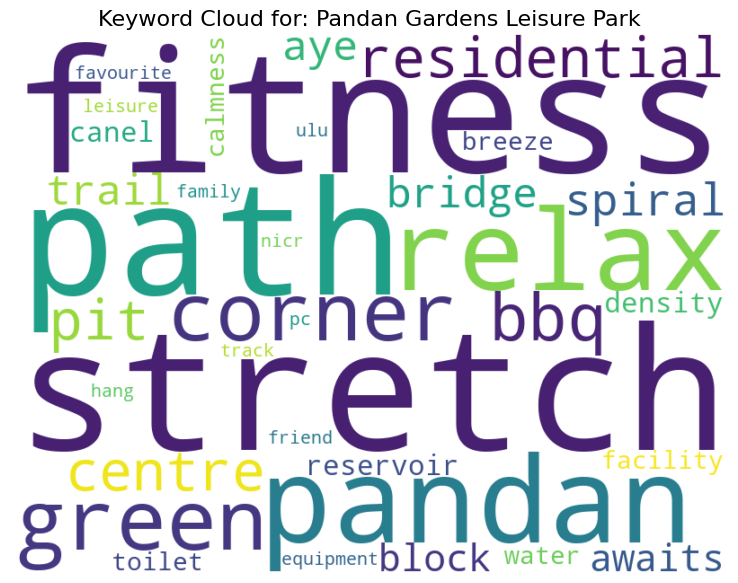 Keyword Cloud for: Pandan Gardens Leisure Park
fitness
aye
residential
favourite
leisure
canel
calmness
ulu
breeze
trail
family
bridge
spiral
path
nicr
relax
pit
corner
pc
bbq
density
track
stretch
hang
friend
centre
reservoir
facility
green
pandan
toilet
equipment
block
water
awaits